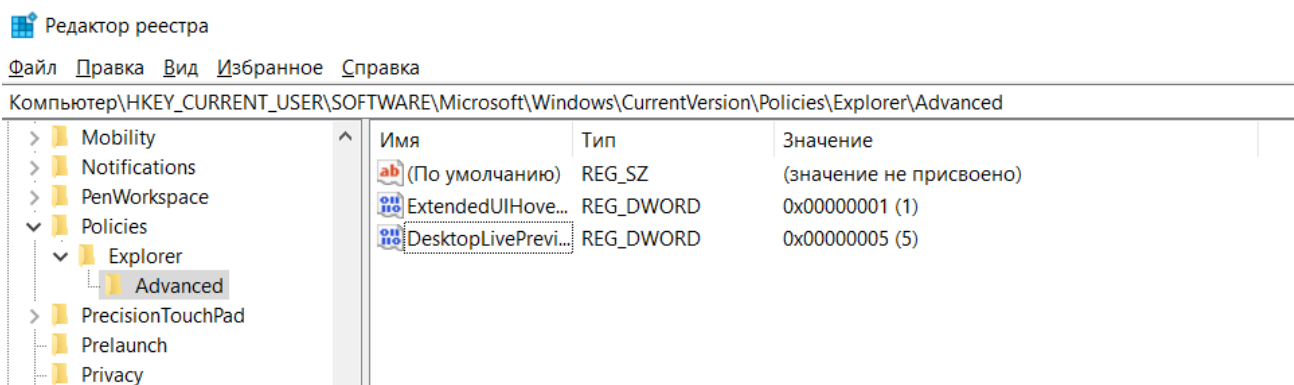 Редактор реестра
Файл Правка Вид Избранное Справка
Компьютер\HKEY_CURRENT_USER\SOFTWARE\Microsoft\Windows\CurrentVersion\Policies\Explorer\Advanced
Mobility
Notifications
PenWorkspace
Policies
Explorer
Advanced
PrecisionTouchPad
Prelaunch
Privacy
Имя Тип Значение
(По умолчанию) REG_SZ (значение не присвоено)
ExtendedUIHove... REG_DWORD 0x00000001 (1)
DesktopLivePrevi... REG_DWORD 0x00000005 (5)